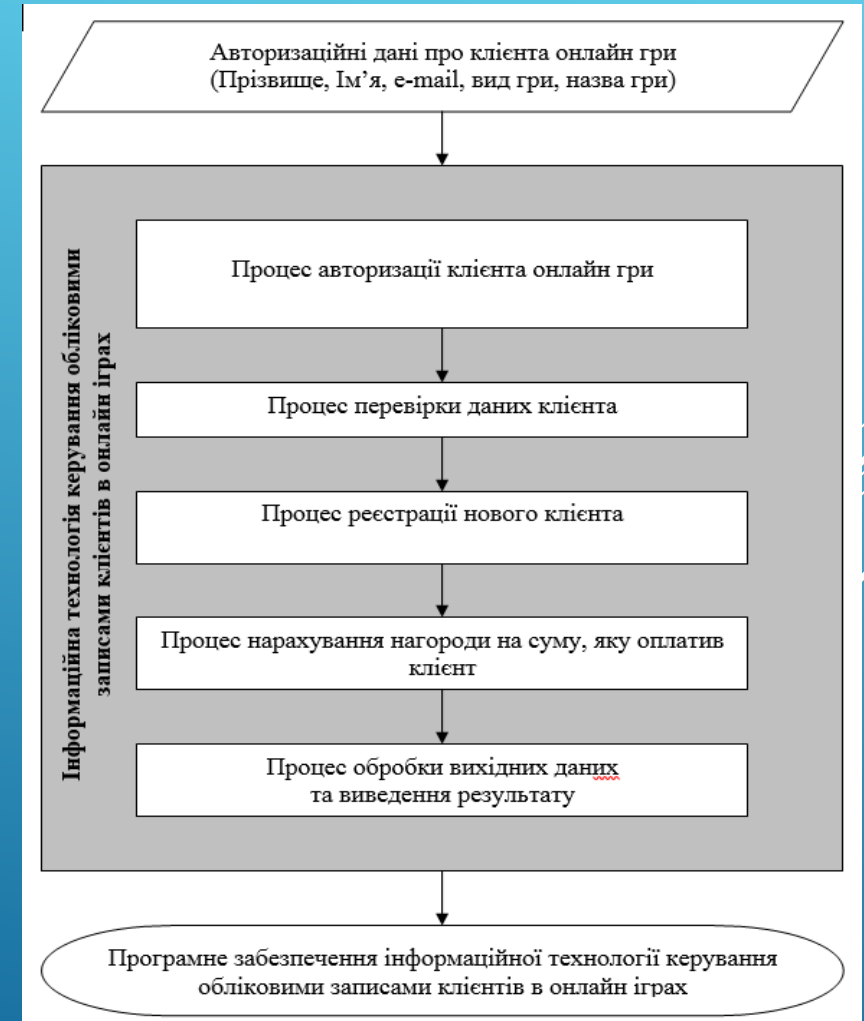 Авторизаційні дані про клієнта онлайн гри
(Прізвище, Ім’я, e-mail, вид гри, назва гри)
Інформаційна технологія керування обліковими
записами клієнтів в онлайн іграх
Процес авторизації клієнта онлайн гри
Процес перевірки даних клієнта
Процес реєстрації нового клієнта
Процес нарахування нагороди на суму, яку оплатив
клієнт
Процес обробки вихідних даних
та виведення результату
Програмне забезпечення інформаційної технології керування
обліковими записами клієнтів в онлайн іграх